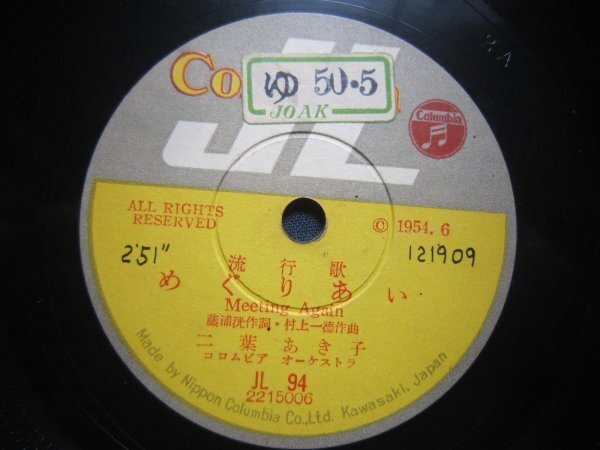 Co
ゆ 50・5
JOAK
Columbia
JL
ALL RIGHTS
RESERVED
© 1954. 6
2'51"
121909
流行歌
めぐりあい
Meeting Again
藤浦洸作詞・村上一徳作曲
二葉あき子
コロムビア オーケストラ
JL 94
2215006
Made by Nippon Columbia Co., Ltd. Kawasaki, Japan